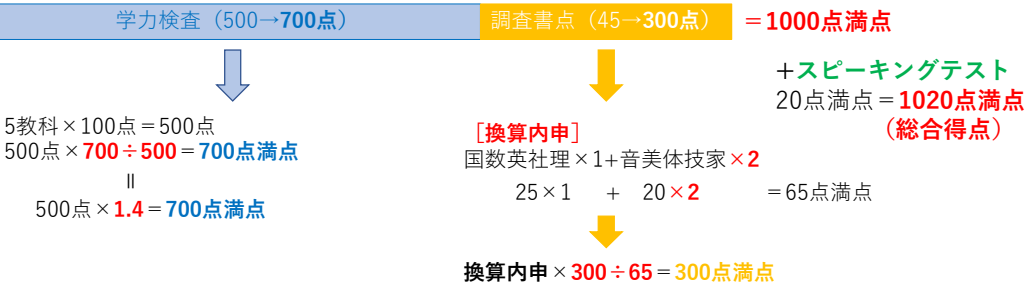 学力検査（500→700点）
調査書点（45→300点）
＝1000点満点
＋スピーキングテスト
20点満点＝1020点満点
（総合得点）
5教科×100点＝500点
500点×700÷500＝700点満点
＝
500点×1.4＝700点満点
［換算内申］
国数英社理×1+音美体技家×2
25×1　+　20×2　＝65点満点
換算内申×300÷65＝300点満点